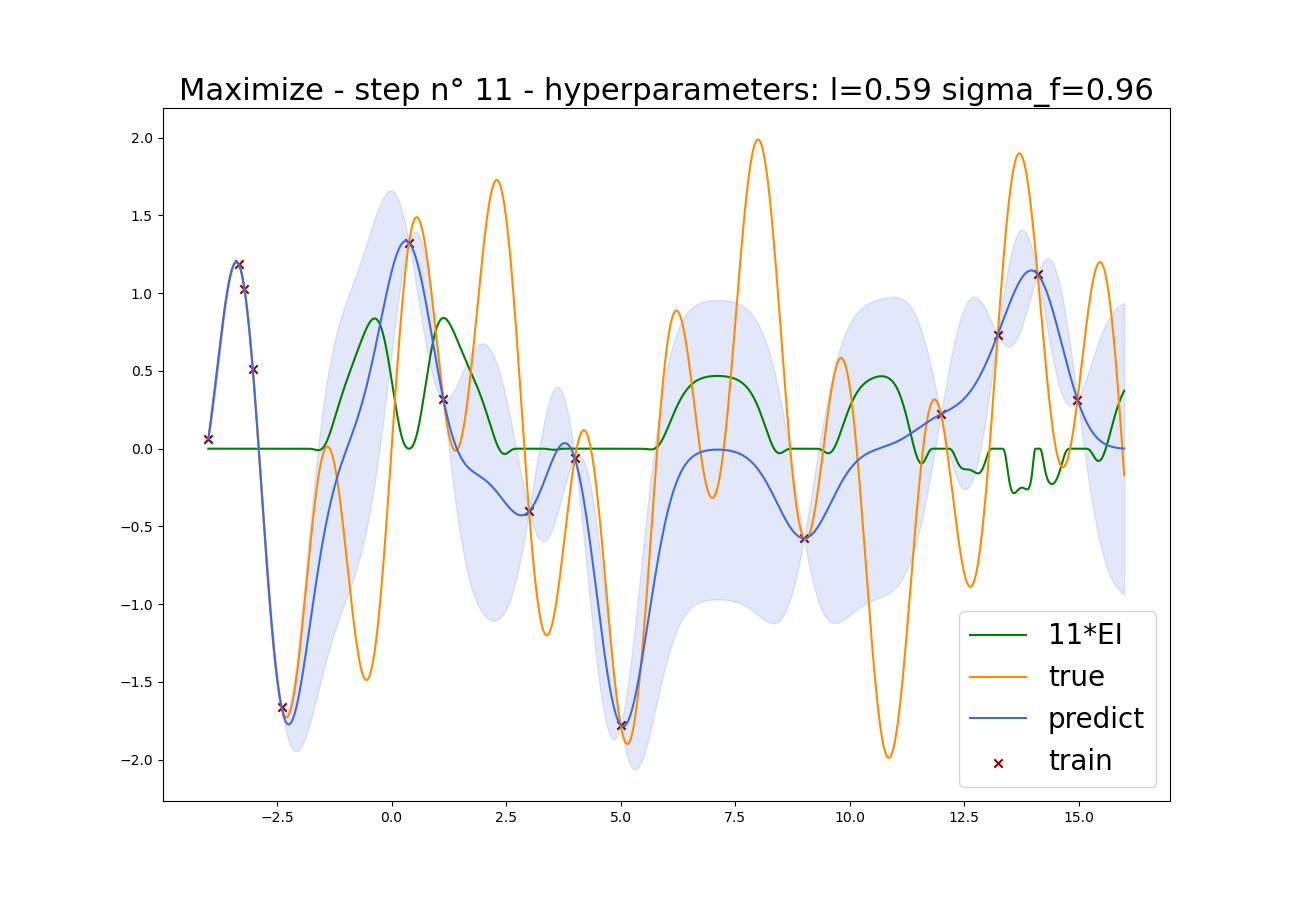 Maximize - step n° 11 - hyperparameters: l=0.59 sigma_f=0.96
2.0
1.5
1.0
0.5
0.0
−0.5
−1.0
−1.5
−2.0
−2.5 0.0 2.5 5.0 7.5 10.0 12.5 15.0
11*EI
true
predict
train